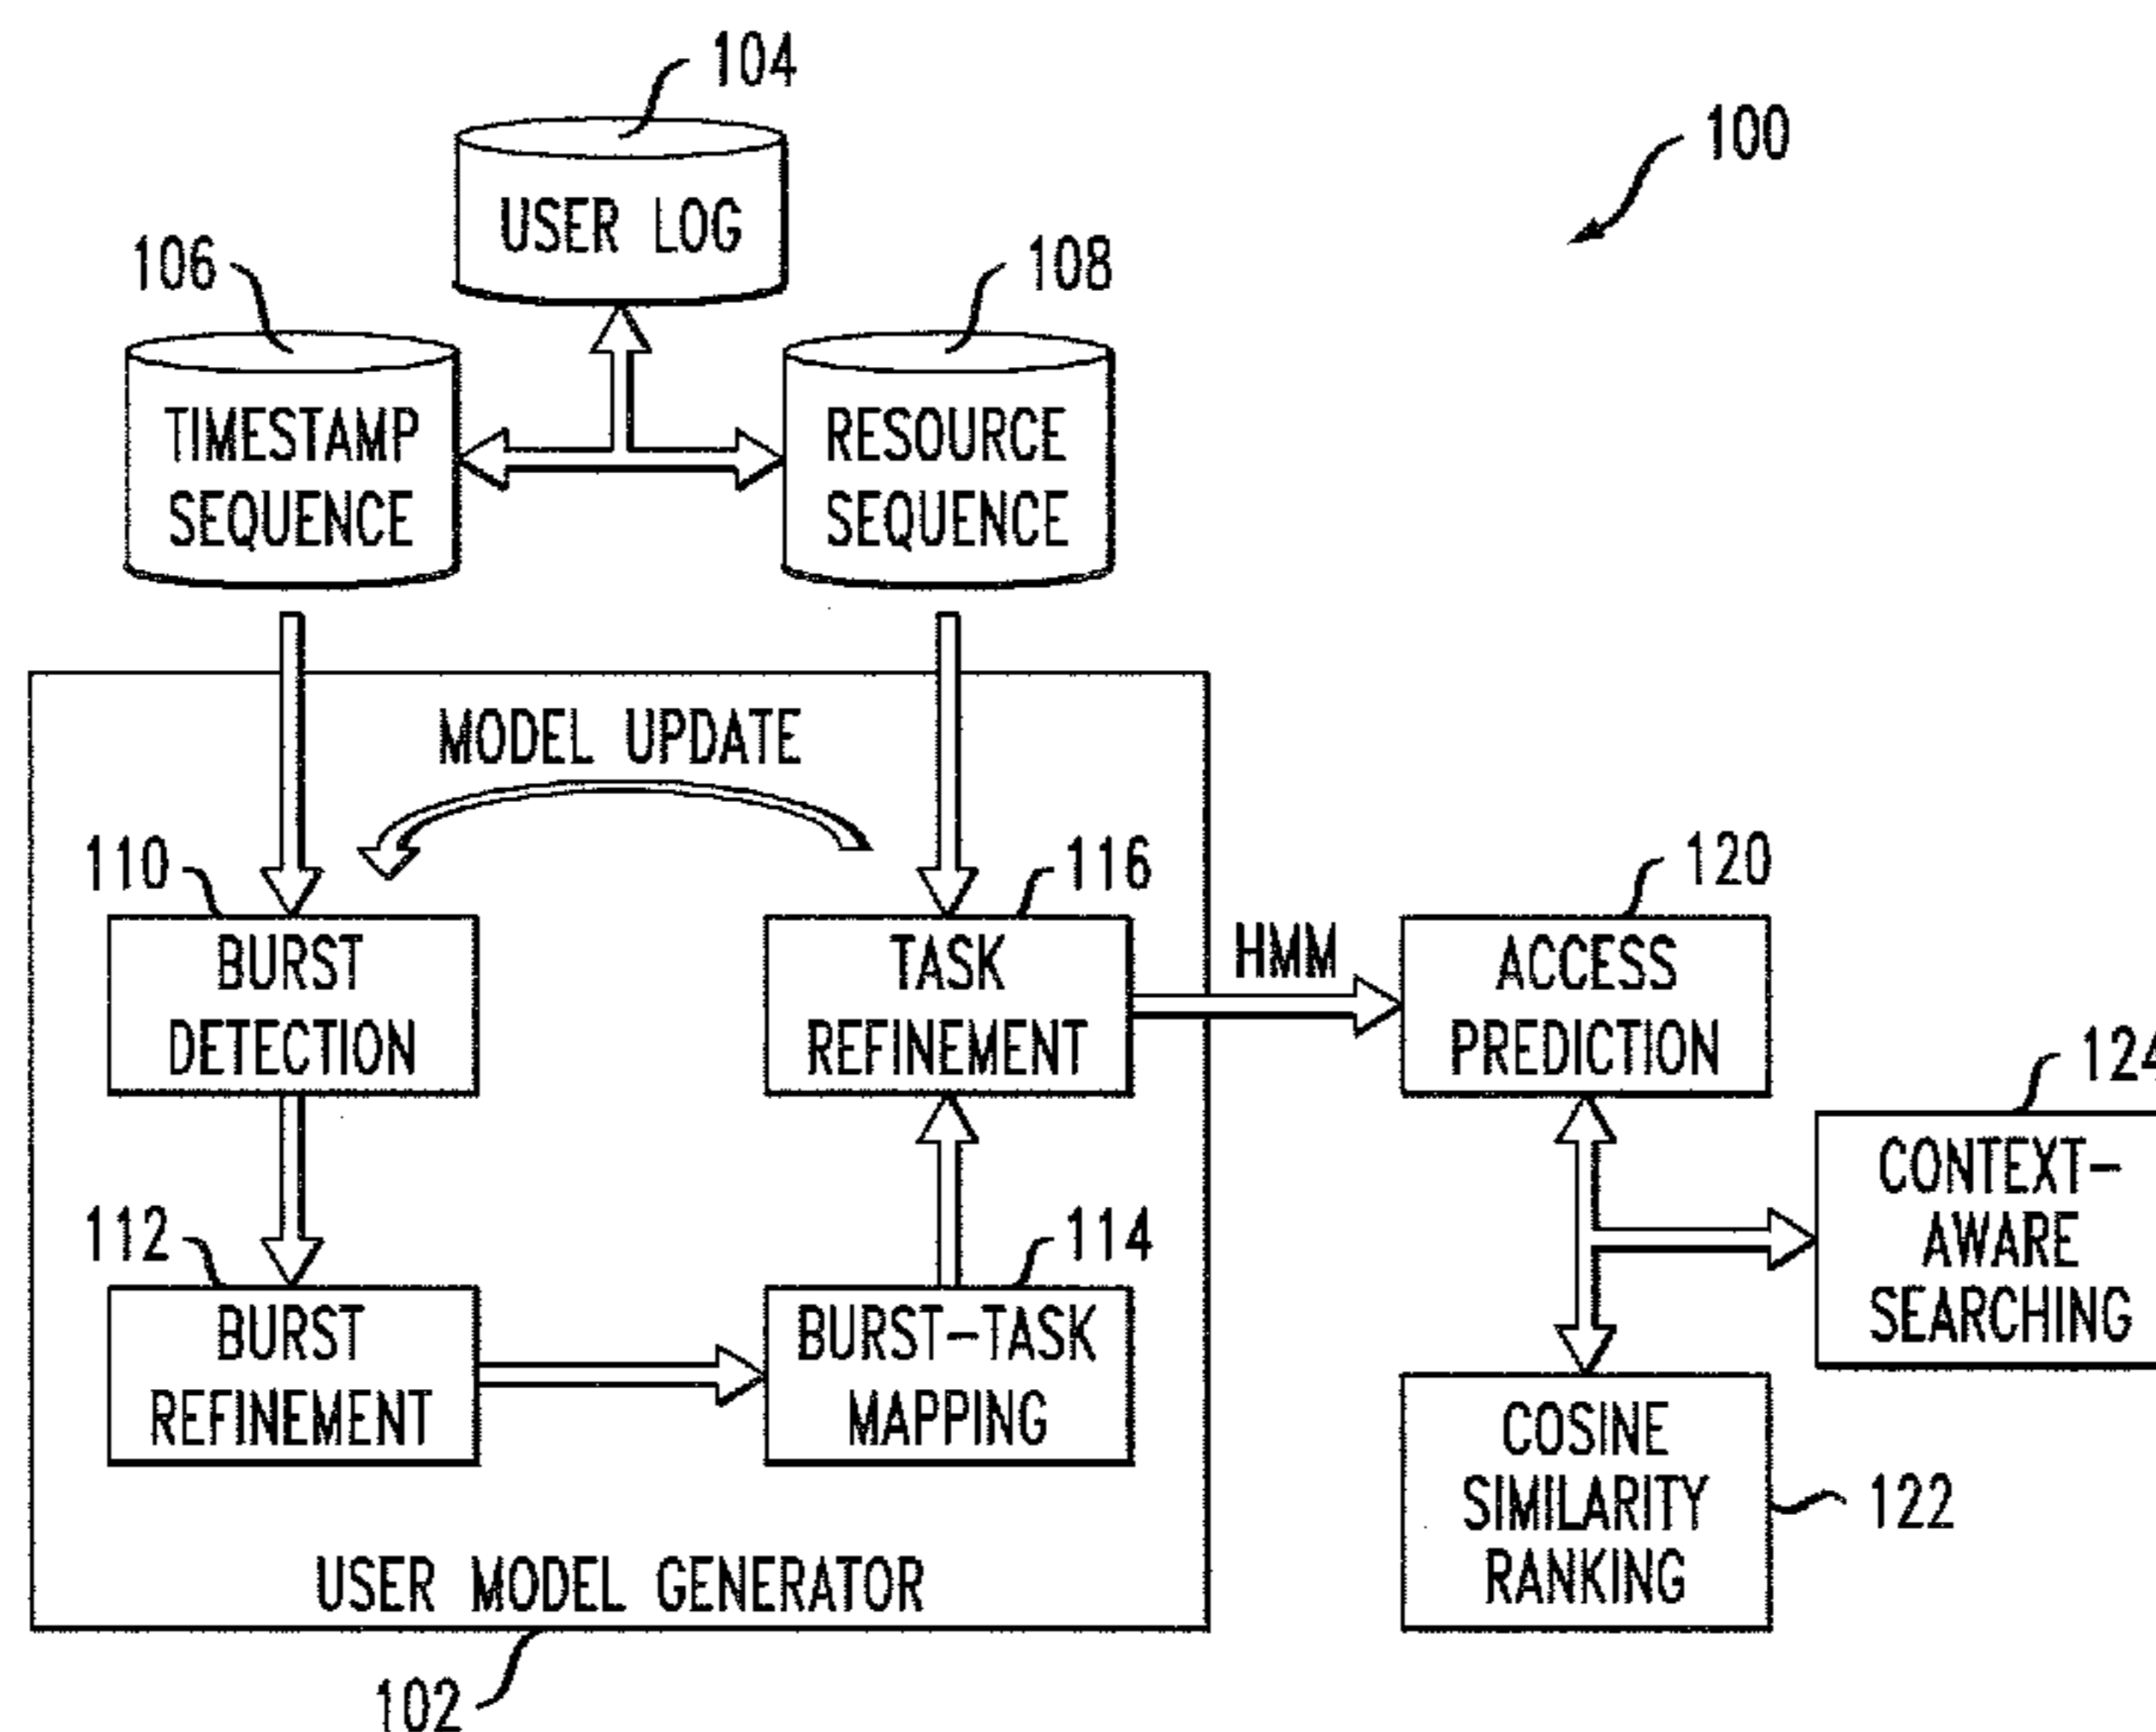 104
100
USER LOG
106
108
TIMESTAMP
SEQUENCE
RESOURCE
SEQUENCE
MODEL UPDATE
110
116
120
BURST
DETECTION
TASK
REFINEMENT
HMM
ACCESS
PREDICTION
124
CONTEXT-
AWARE
SEARCHING
112
114
BURST
REFINEMENT
BURST-TASK
MAPPING
COSINE
SIMILARITY
RANKING
122
USER MODEL GENERATOR
102